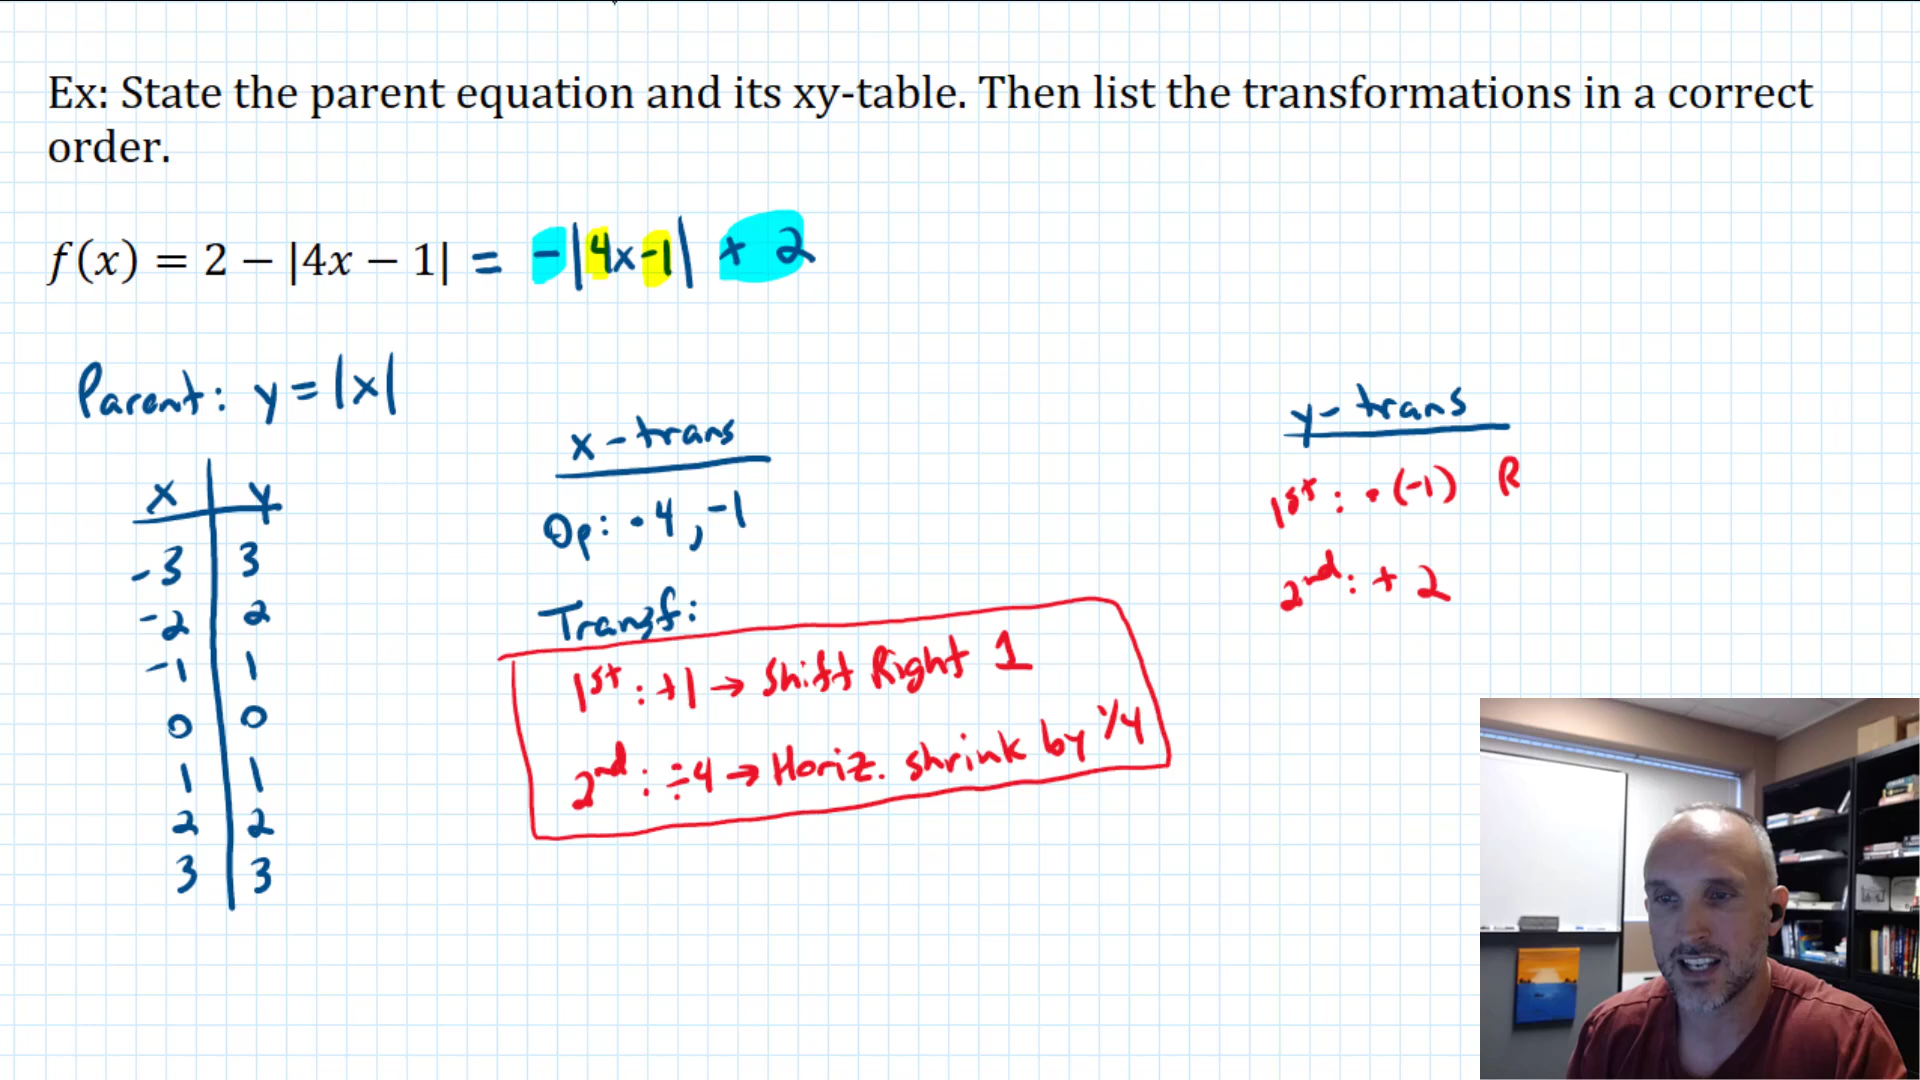 Ex: State the parent equation and its xy-table. Then list the transformations in a correct
order.
f(x) = 2 − |4x − 1| = -|4x-1| + 2
Parent: y = |x|
x y
-3 3
-2 2
-1 1
0 0
1 1
2 2
3 3
x-trans
Op: ·4, -1
Transf:
1st: +1 → Shift Right 1
2nd: ÷4 → Horiz. shrink by 1/4
y-trans
1st: ·(-1) R
2nd: + 2